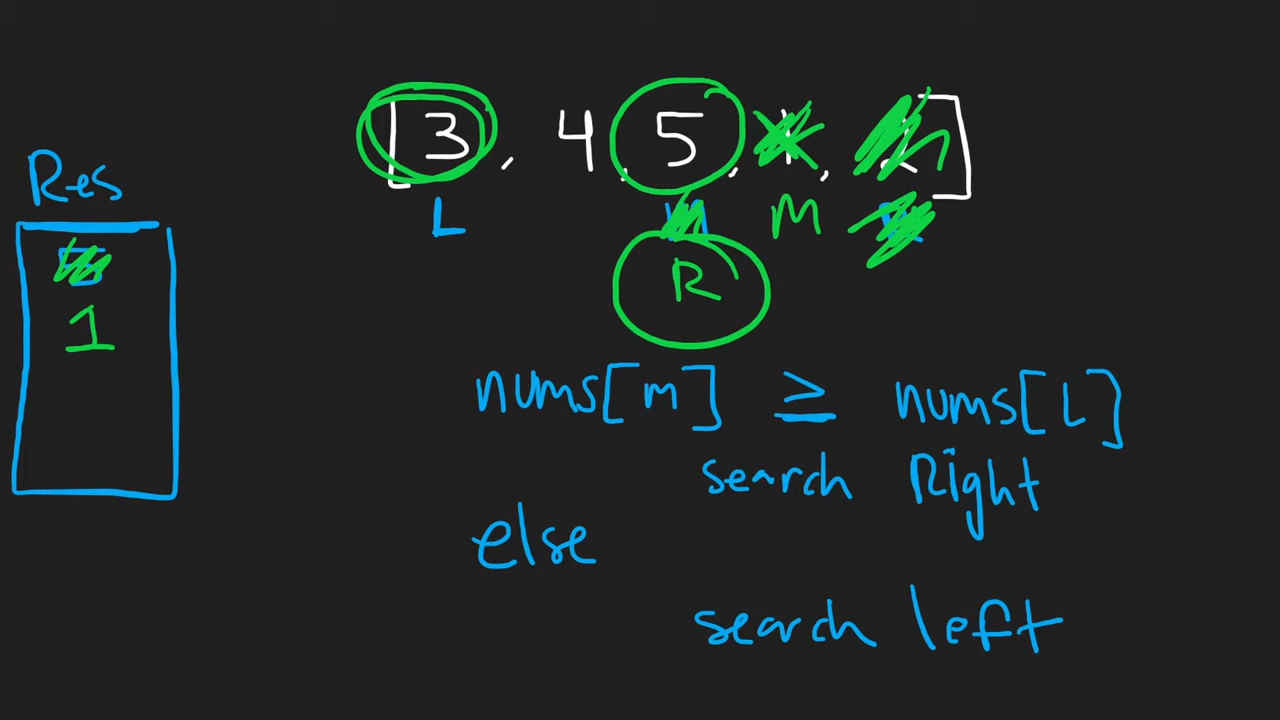 [3, 4, 5, , ]
Res
L M
R
1
nums[m] ≥ nums[L]
search Right
else
search left